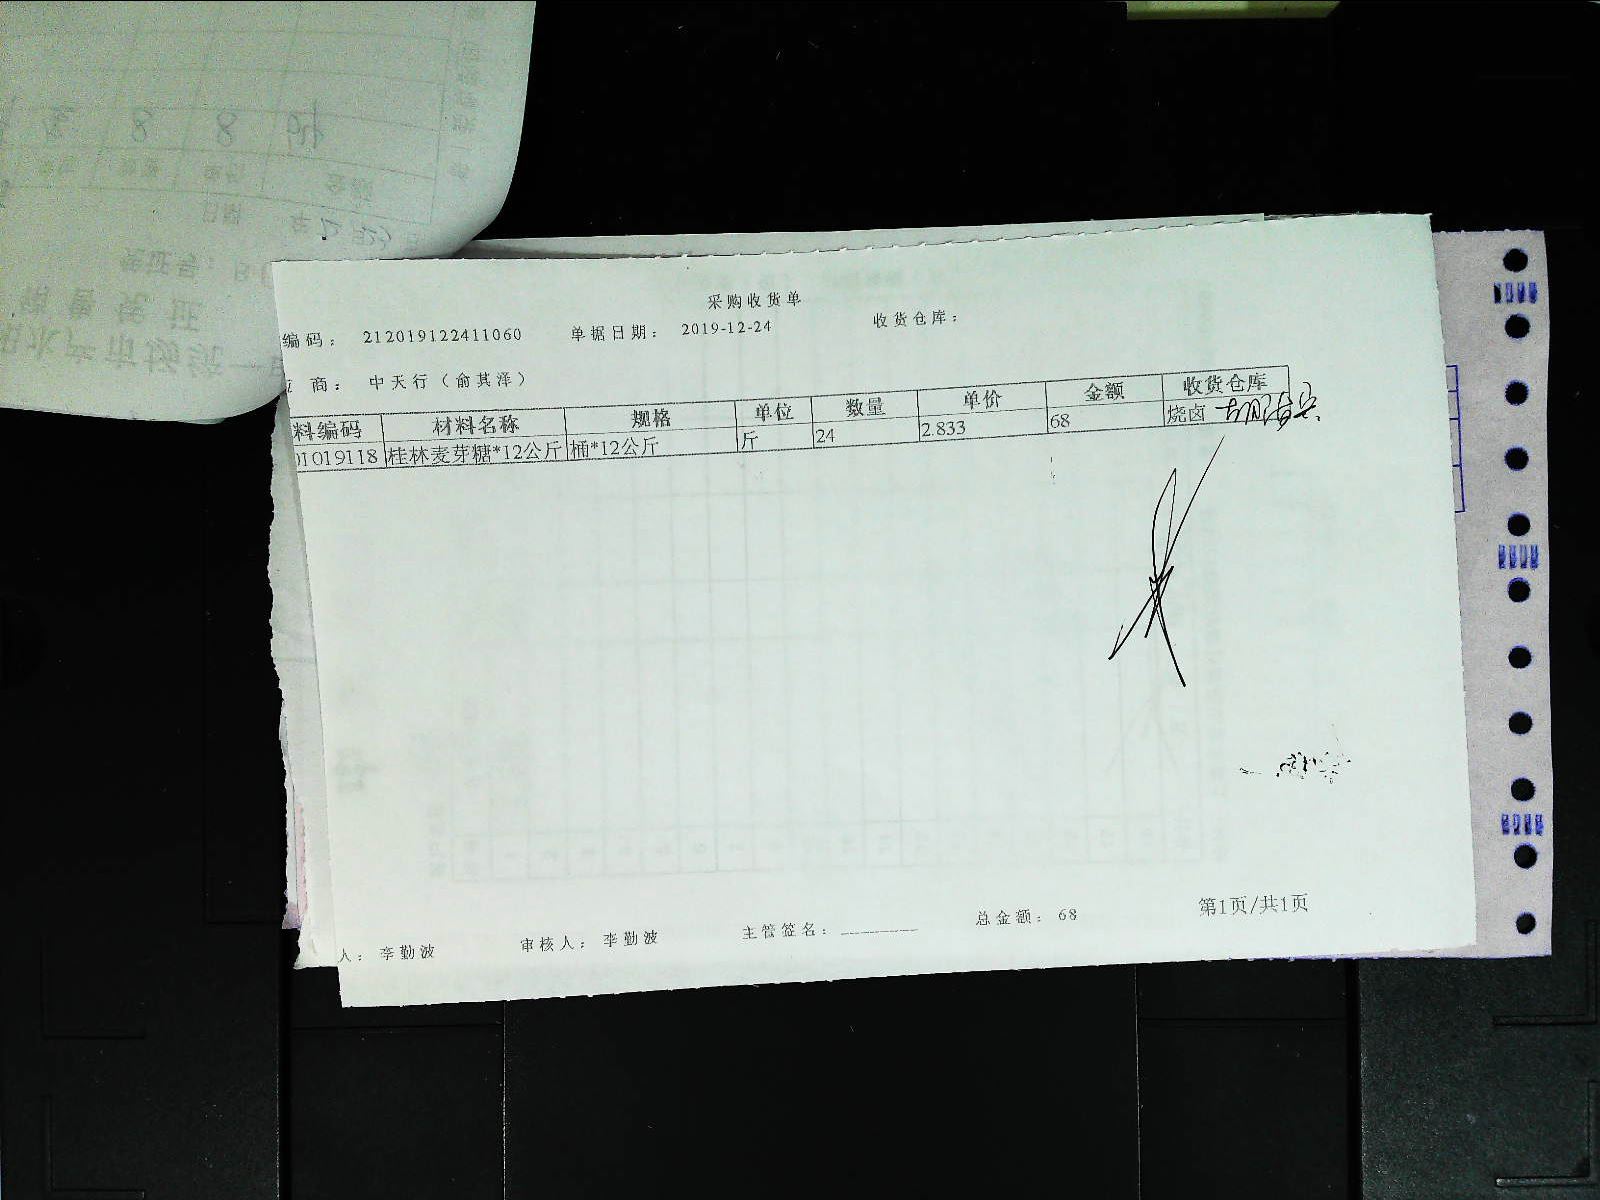 采购收货单
编码： 212019122411060 单据日期： 2019-12-24 收货仓库：
商： 中天行（俞其洋）
料编码 材料名称 规格 单位 数量 单价 金额 收货仓库
01019118 桂林麦芽糖*12公斤 桶*12公斤 斤 24 2.833 68 烧卤
人： 李勤波 审核人： 李勤波 主管签名： 总金额： 68 第1页/共1页